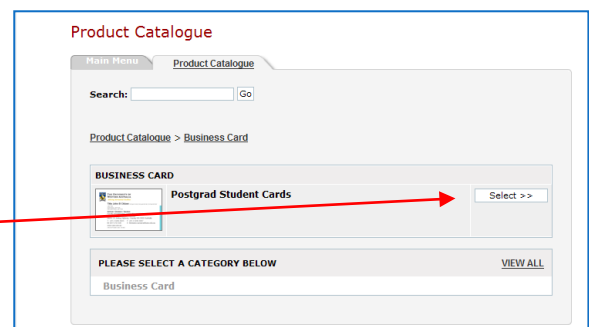 Product Catalogue
Main Menu Product Catalogue
Search: Go
Product Catalogue > Business Card
BUSINESS CARD
Postgrad Student Cards Select >>
PLEASE SELECT A CATEGORY BELOW VIEW ALL
Business Card